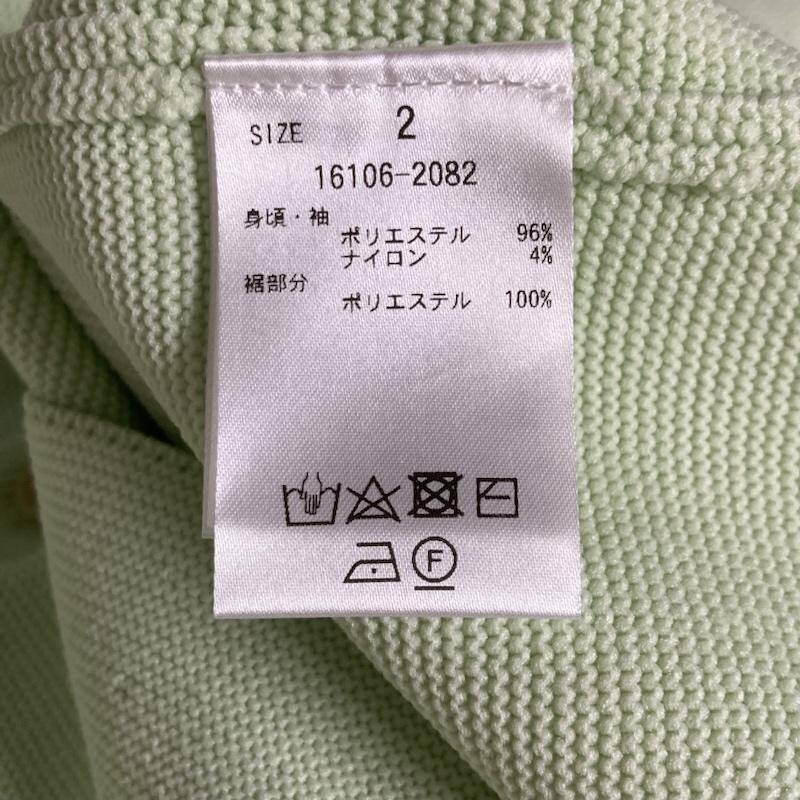 SIZE 2
16106-2082
身頃・袖
ポリエステル 96%
ナイロン 4%
裾部分
ポリエステル 100%
F